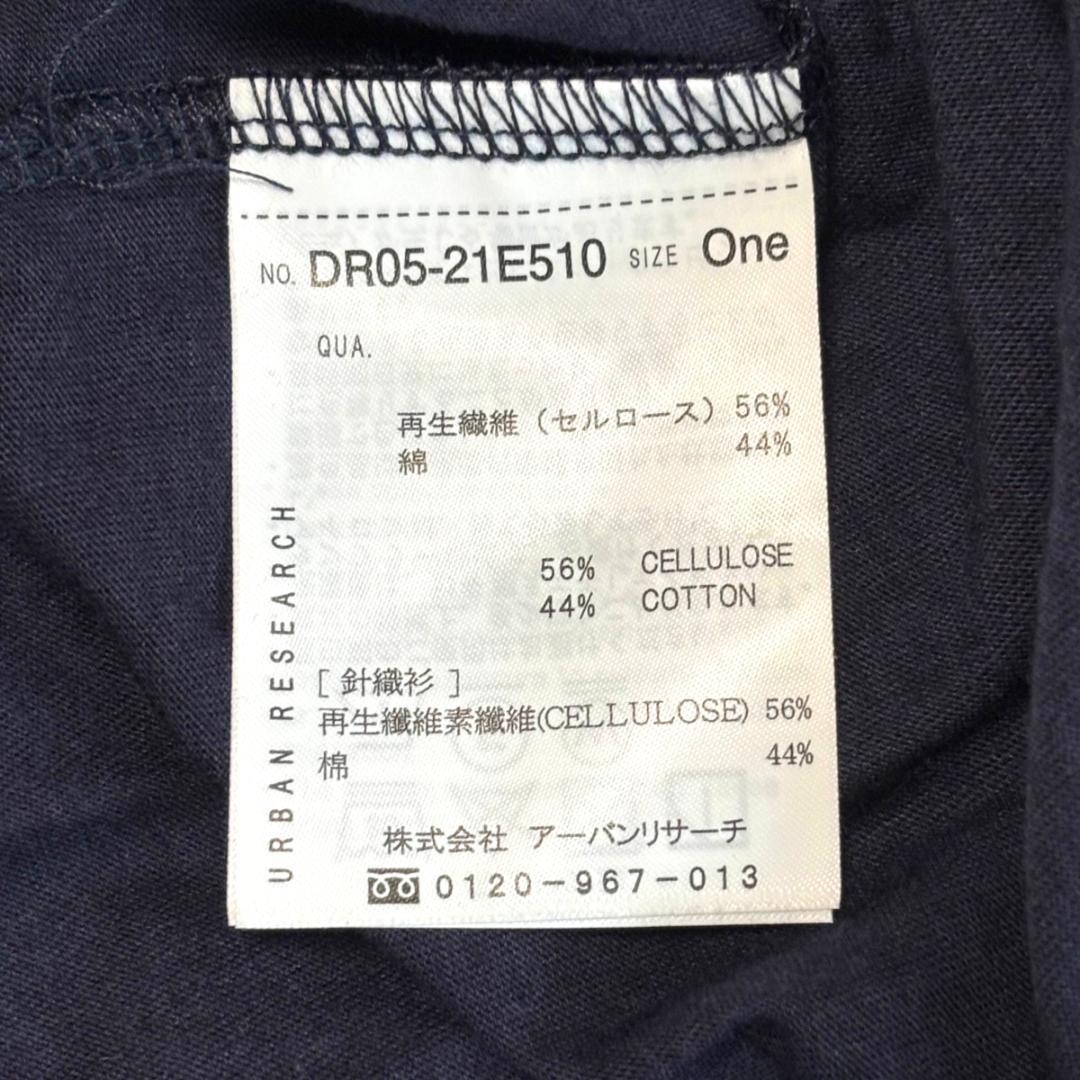 NO. DR05-21E510 SIZE One
QUA.
再生繊維（セルロース） 56%
綿 44%
56% CELLULOSE
44% COTTON
[ 針織衫 ]
再生纖維素纖維(CELLULOSE) 56%
棉 44%
株式会社 アーバンリサーチ
0120-967-013
URBAN RESEARCH